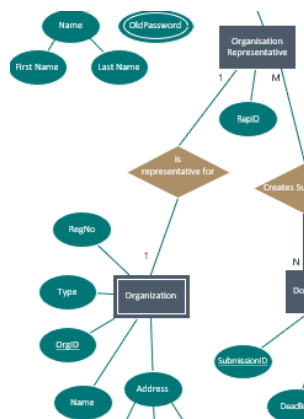 Name
OldPassword
Organisation
Representative
First Name
Last Name
1
M
RepID
is
representative for
Creates
RegNo
1
N
Type
Organization
OrgID
SubmissionID
Name
Address